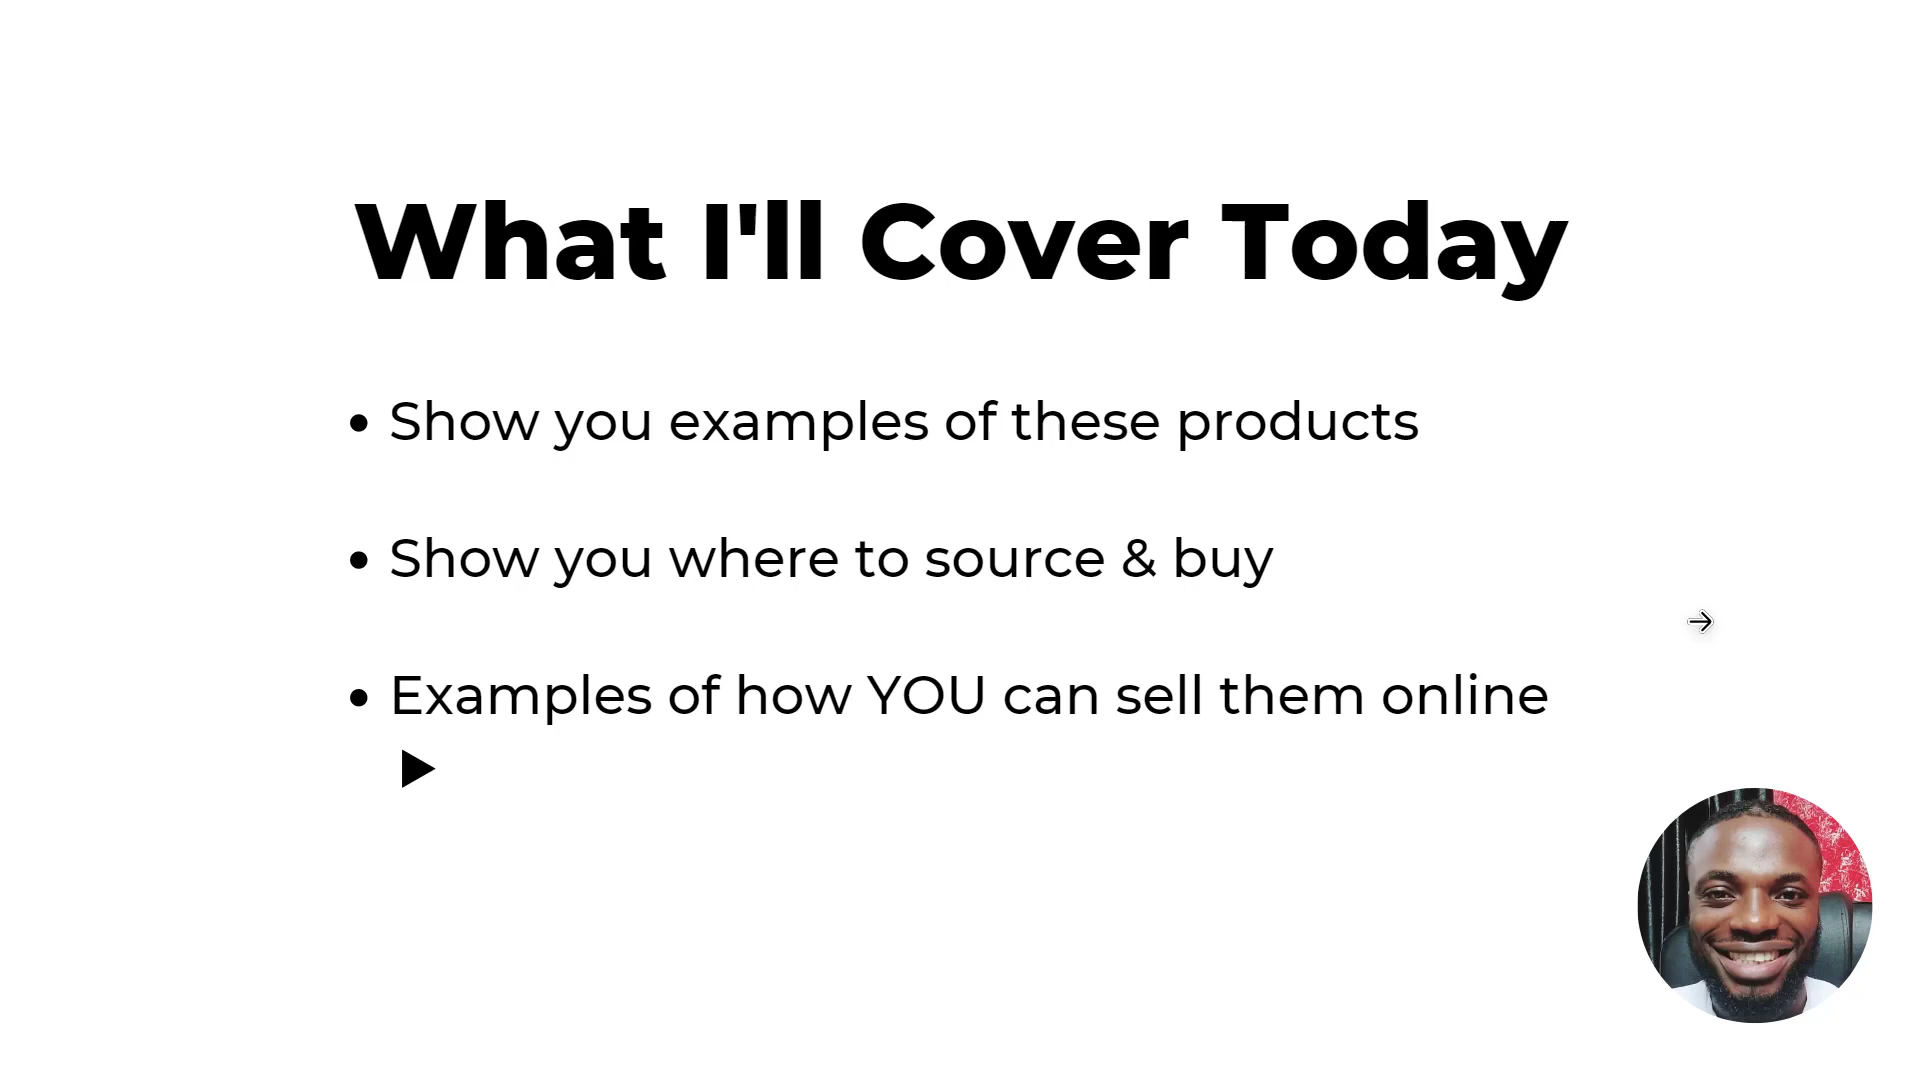 What I'll Cover Today
• Show you examples of these products
• Show you where to source & buy
• Examples of how YOU can sell them online